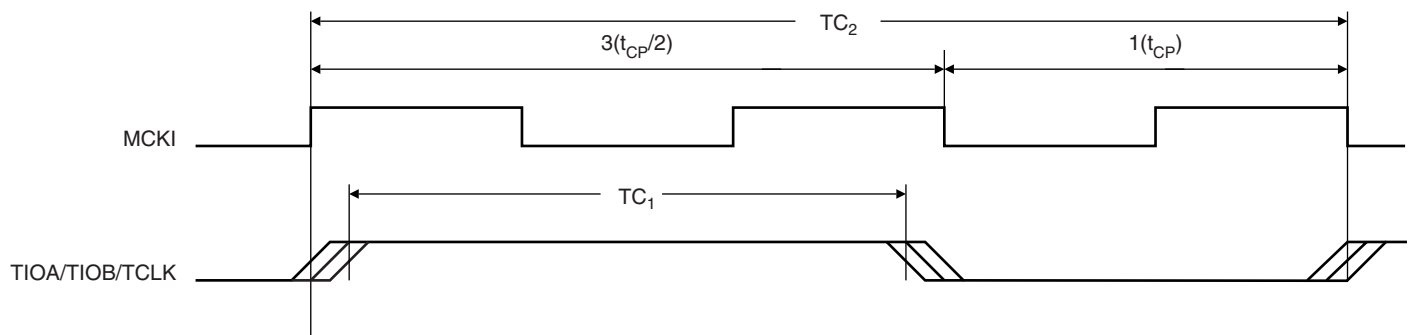 TC2
3(tCP/2)
1(tCP)
MCKI
TC1
TIOA/TIOB/TCLK